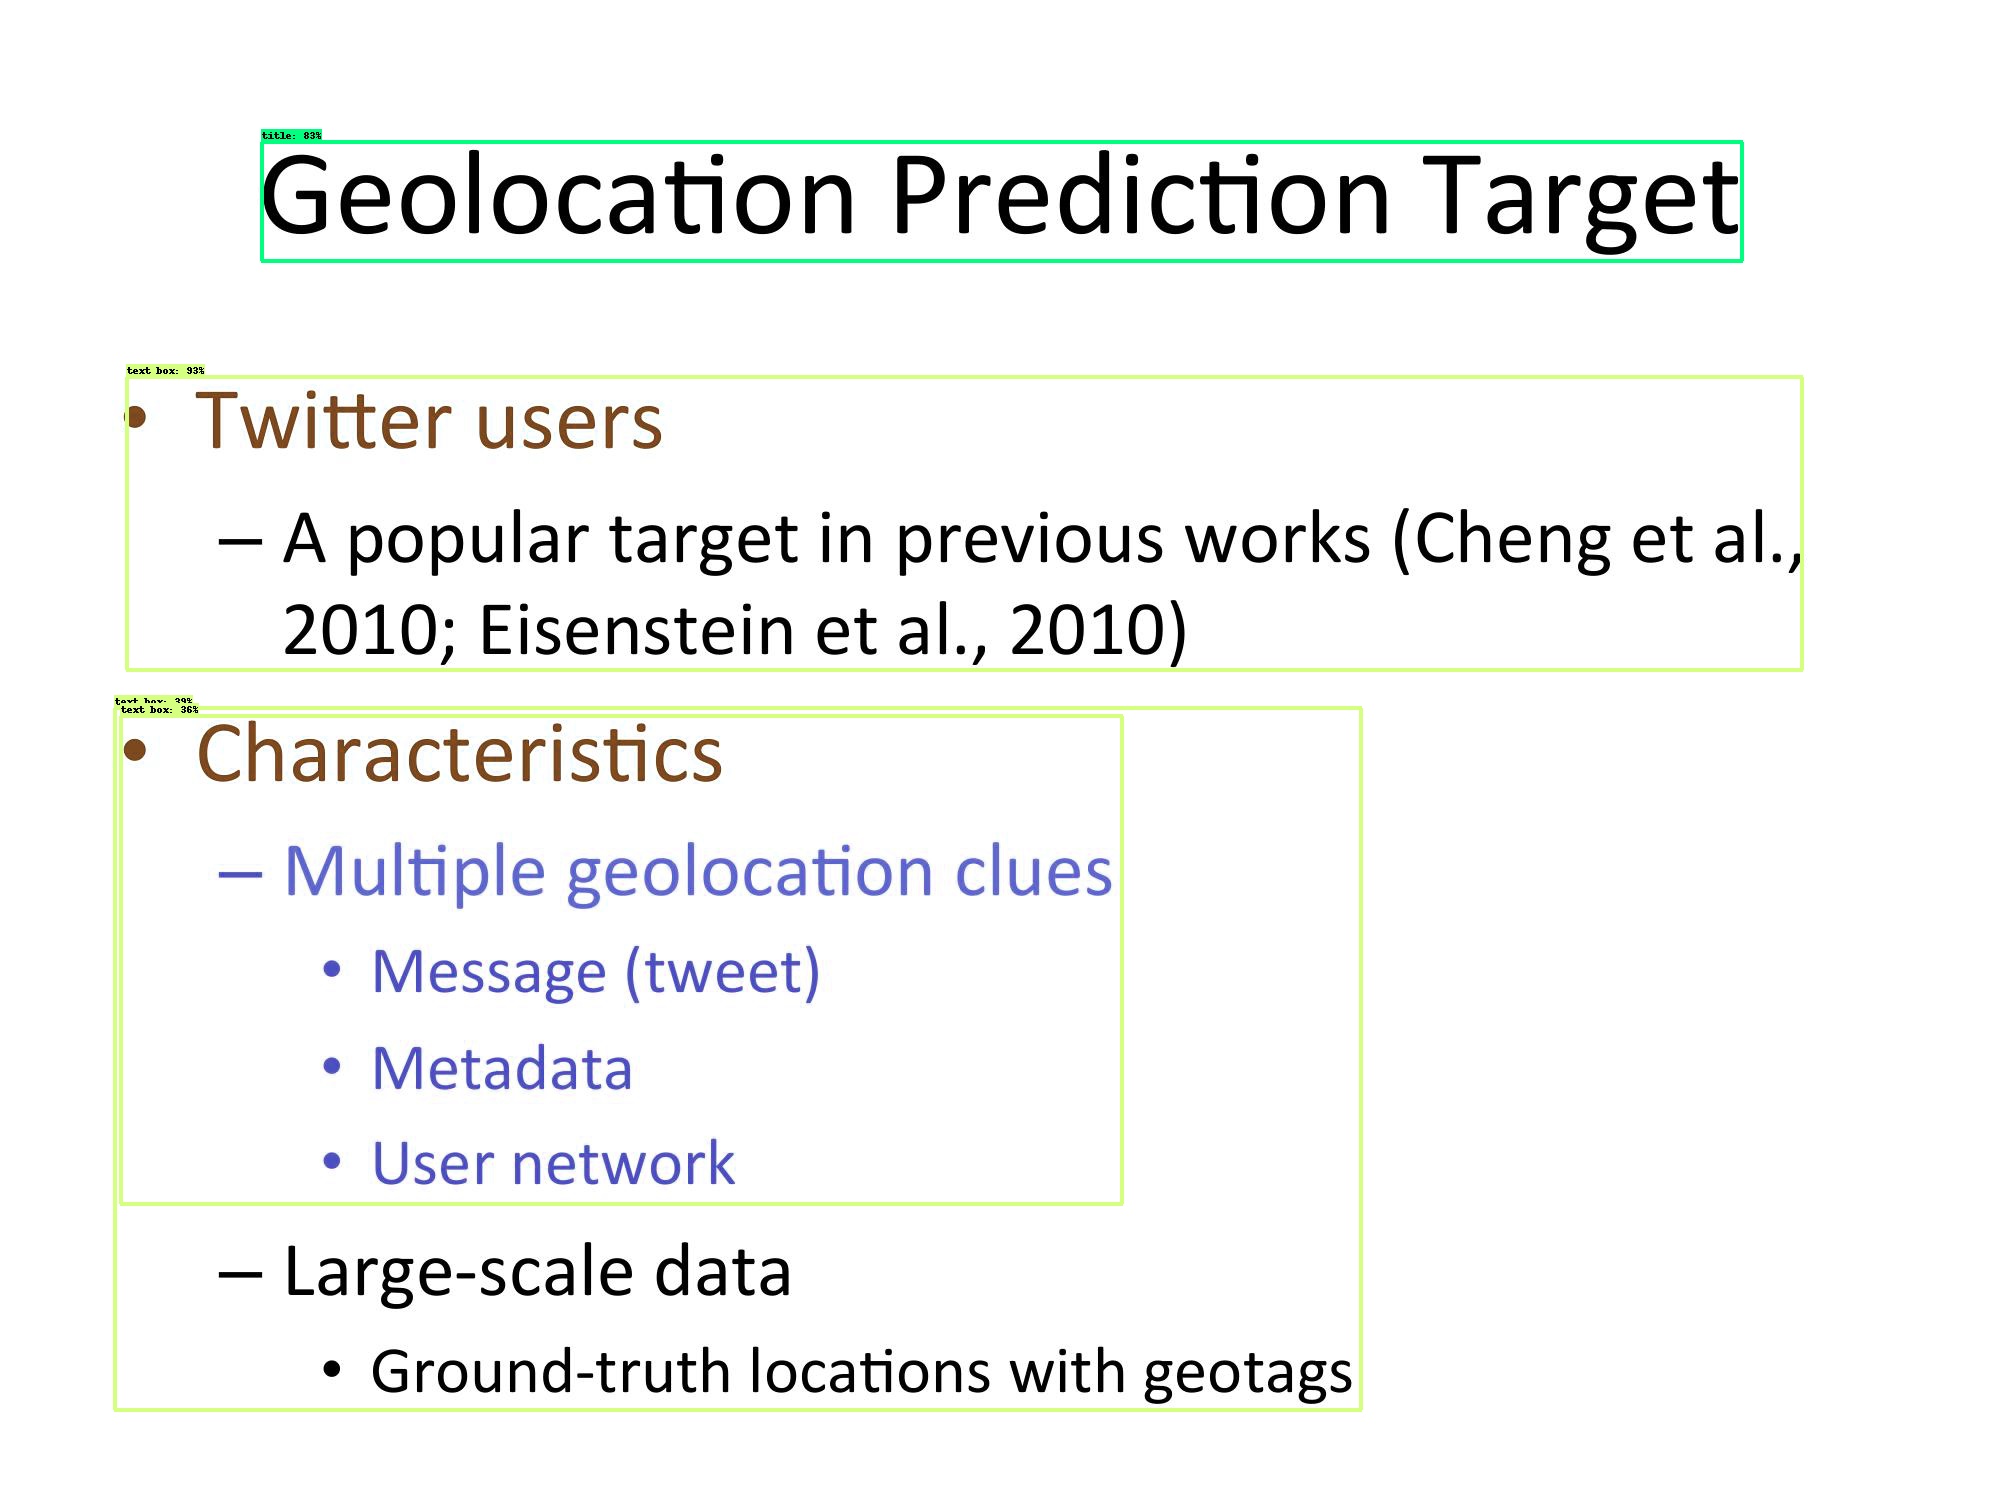 title: 83%
Geolocation Prediction Target
text box: 93%
• Twitter users
– A popular target in previous works (Cheng et al.,
2010; Eisenstein et al., 2010)
text box: 39%
text box: 36%
• Characteristics
– Multiple geolocation clues
• Message (tweet)
• Metadata
• User network
– Large-scale data
• Ground-truth locations with geotags